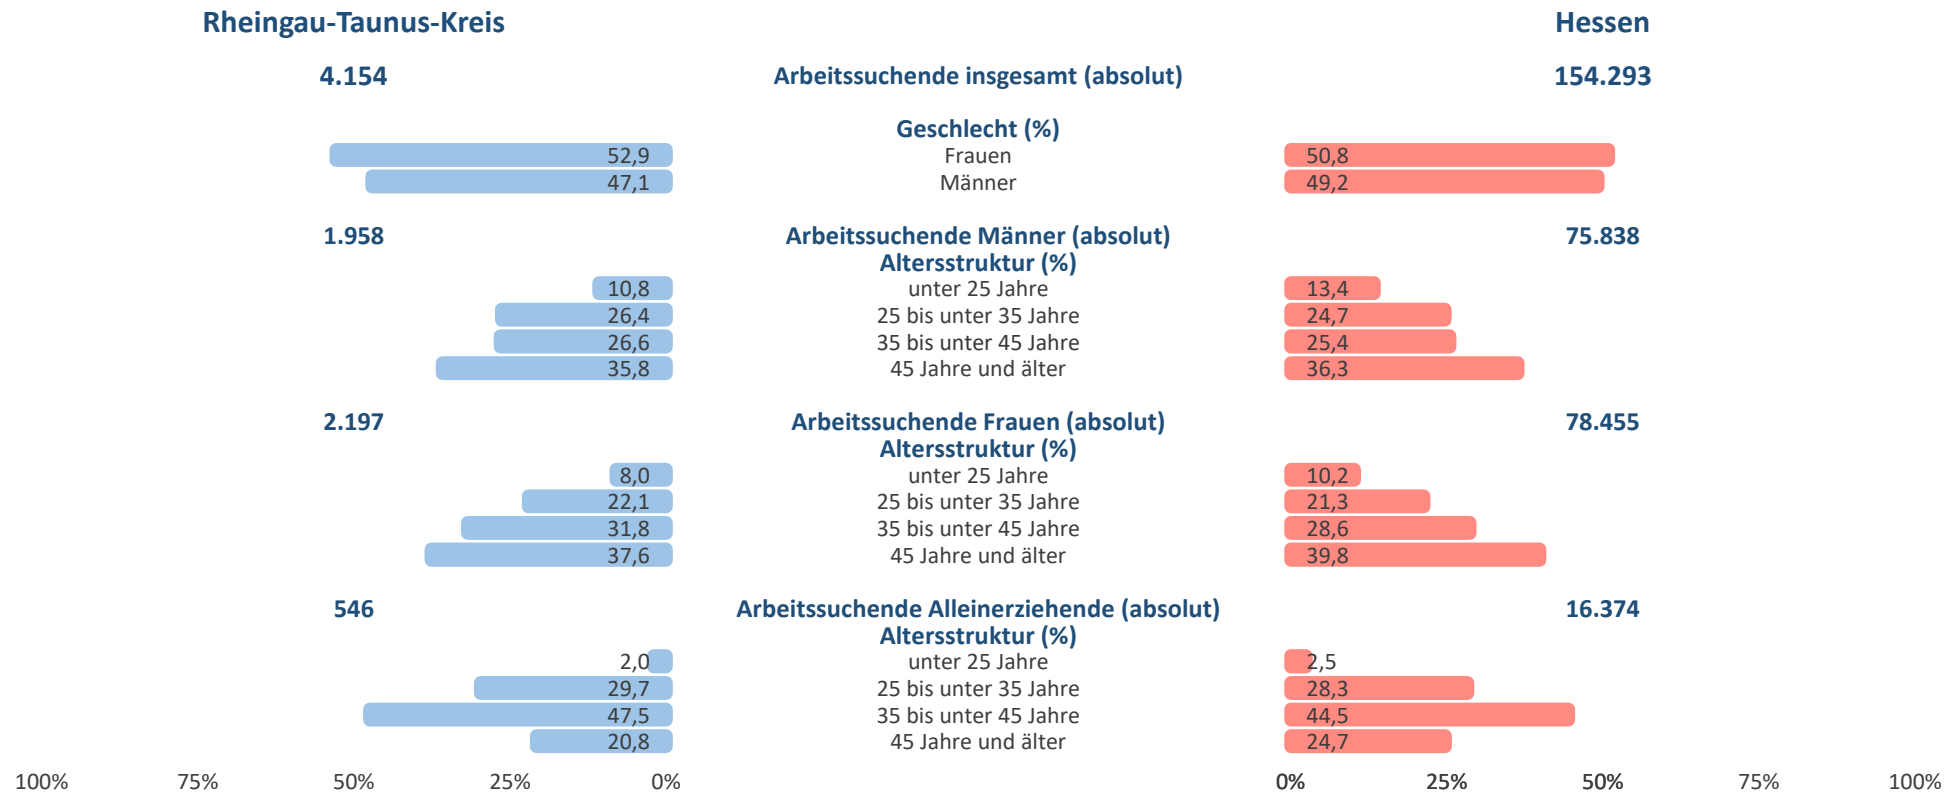 Rheingau-Taunus-Kreis Hessen
4.154 Arbeitssuchende insgesamt (absolut) 154.293
Geschlecht (%)
52,9 Frauen 50,8
47,1 Männer 49,2
1.958 Arbeitssuchende Männer (absolut) 75.838
Altersstruktur (%)
10,8 unter 25 Jahre 13,4
26,4 25 bis unter 35 Jahre 24,7
26,6 35 bis unter 45 Jahre 25,4
35,8 45 Jahre und älter 36,3
2.197 Arbeitssuchende Frauen (absolut) 78.455
Altersstruktur (%)
8,0 unter 25 Jahre 10,2
22,1 25 bis unter 35 Jahre 21,3
31,8 35 bis unter 45 Jahre 28,6
37,6 45 Jahre und älter 39,8
546 Arbeitssuchende Alleinerziehende (absolut) 16.374
Altersstruktur (%)
2,0 unter 25 Jahre 2,5
29,7 25 bis unter 35 Jahre 28,3
47,5 35 bis unter 45 Jahre 44,5
20,8 45 Jahre und älter 24,7
100% 75% 50% 25% 0% 0% 25% 50% 75% 100%